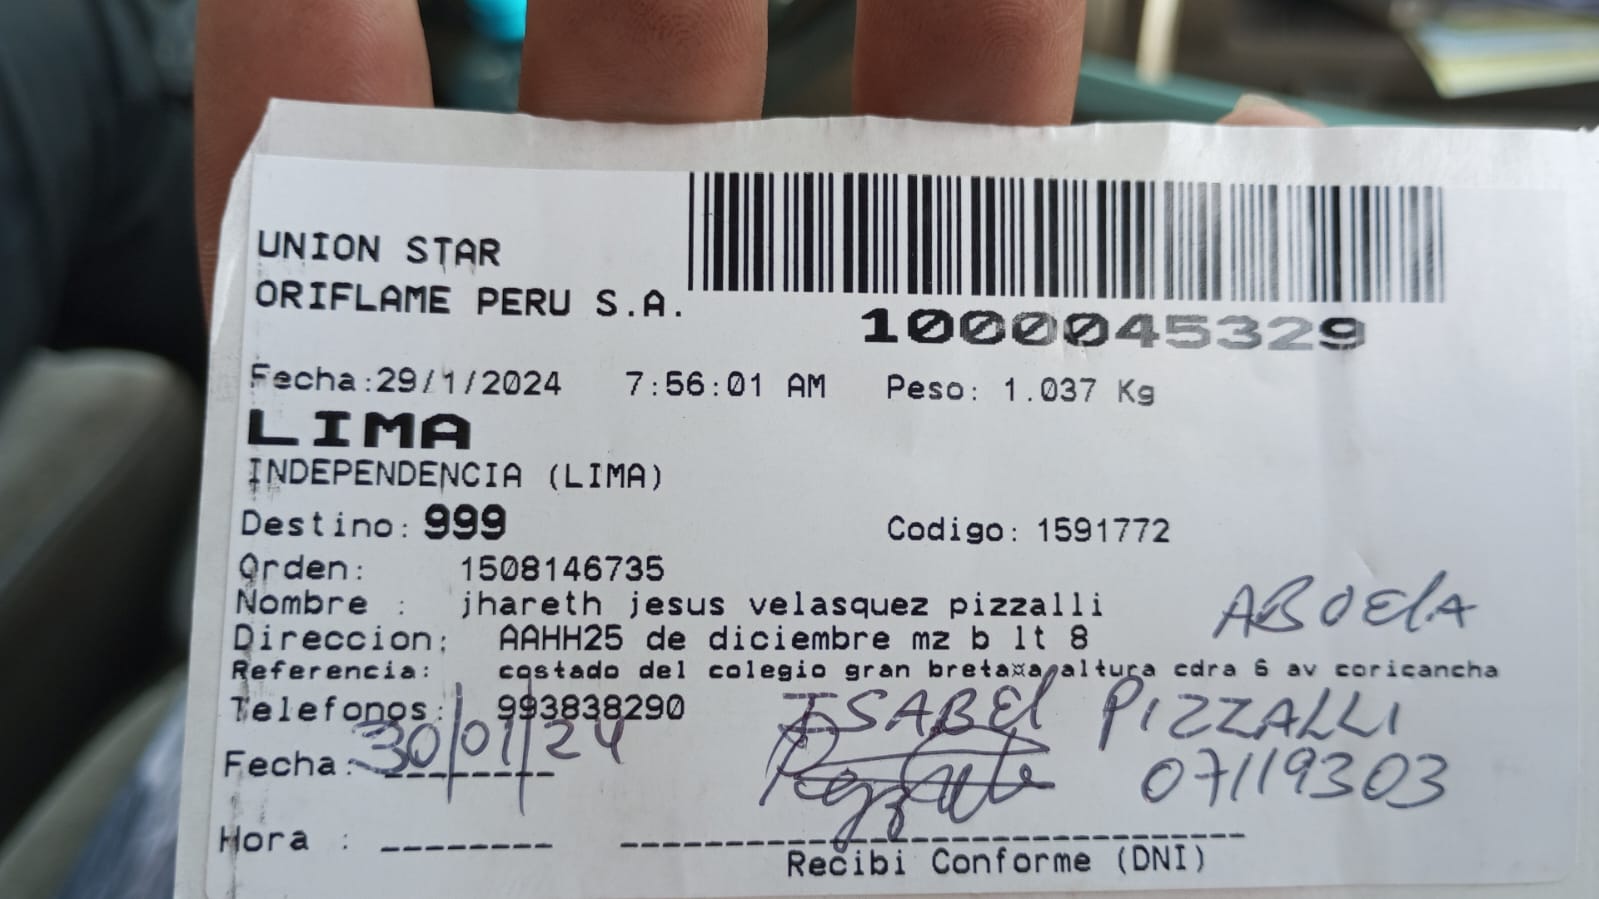 UNION STAR
ORIFLAME PERU S.A.
1000045329
Fecha:29/1/2024 7:56:01 AM Peso: 1.037 Kg
LIMA
INDEPENDENCIA (LIMA)
Destino: 999 Codigo: 1591772
Orden: 1508146735
Nombre : jhareth jesus velasquez pizzalli
ABUElA
Direccion: AAHH25 de diciembre mz b lt 8
Referencia: costado del colegio gran bretaxa altura cdra 6 av coricancha
Telefonos: 993838290
ISABEl PIZZALLI
Fecha: 30/01/24
07119303
Hora :
Recibi Conforme (DNI)